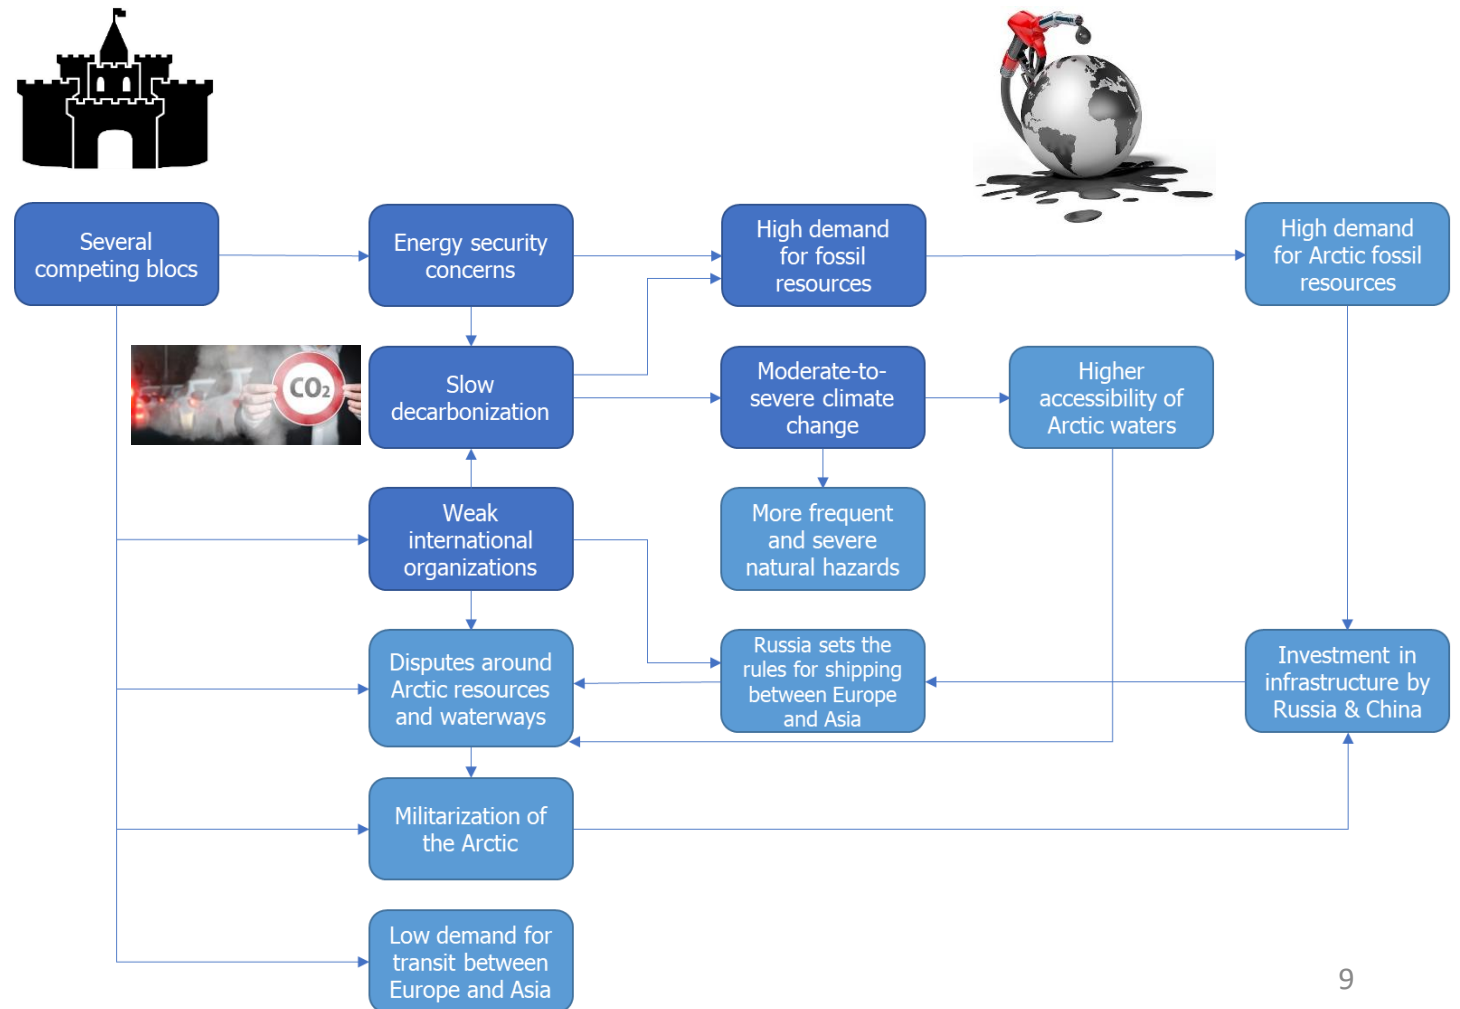 Several
competing blocs
Energy security
concerns
High demand
for fossil
resources
High demand
for Arctic fossil
resources
CO₂
Slow
decarbonization
Moderate-to-
severe climate
change
Higher
accessibility of
Arctic waters
Weak
international
organizations
More frequent
and severe
natural hazards
Disputes around
Arctic resources
and waterways
Russia sets the
rules for shipping
between Europe
and Asia
Investment in
infrastructure by
Russia & China
Militarization of
the Arctic
Low demand for
transit between
Europe and Asia
9